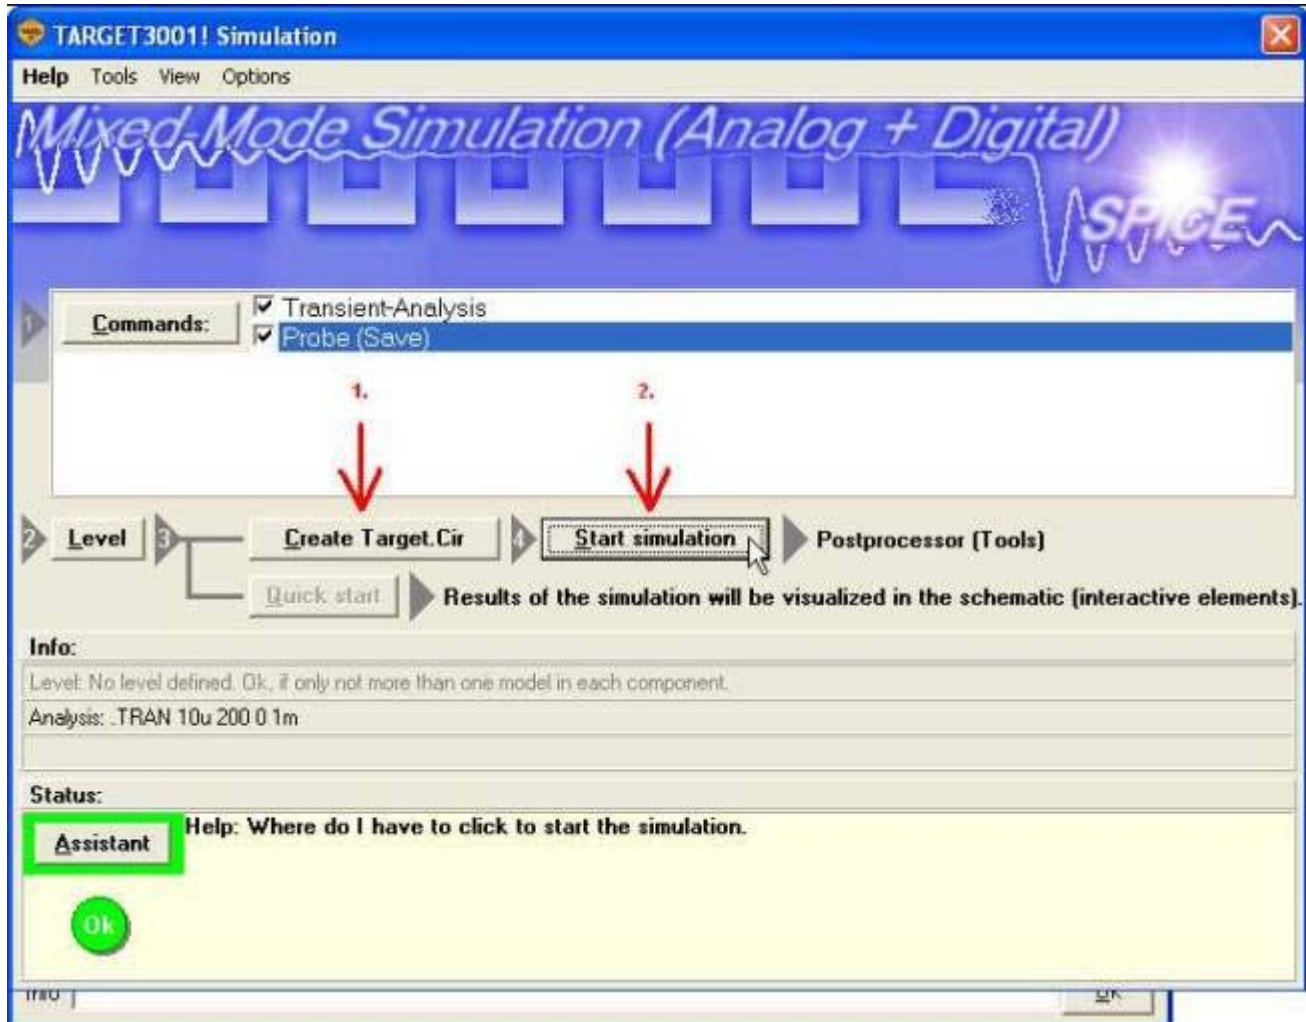 TARGET3001! Simulation
Help Tools View Options
Mixed-Mode Simulation (Analog + Digital)
SPICE
1 Commands: Transient-Analysis
Probe (Save)
1. 2.
2 Level 3 Create Target.Cir 4 Start simulation Postprocessor (Tools)
Quick start Results of the simulation will be visualized in the schematic (interactive elements).
Info:
Level: No level defined. Ok, if only not more than one model in each component.
Analysis: .TRAN 10u 200 0 1m
Status:
Assistant Help: Where do I have to click to start the simulation.
Ok